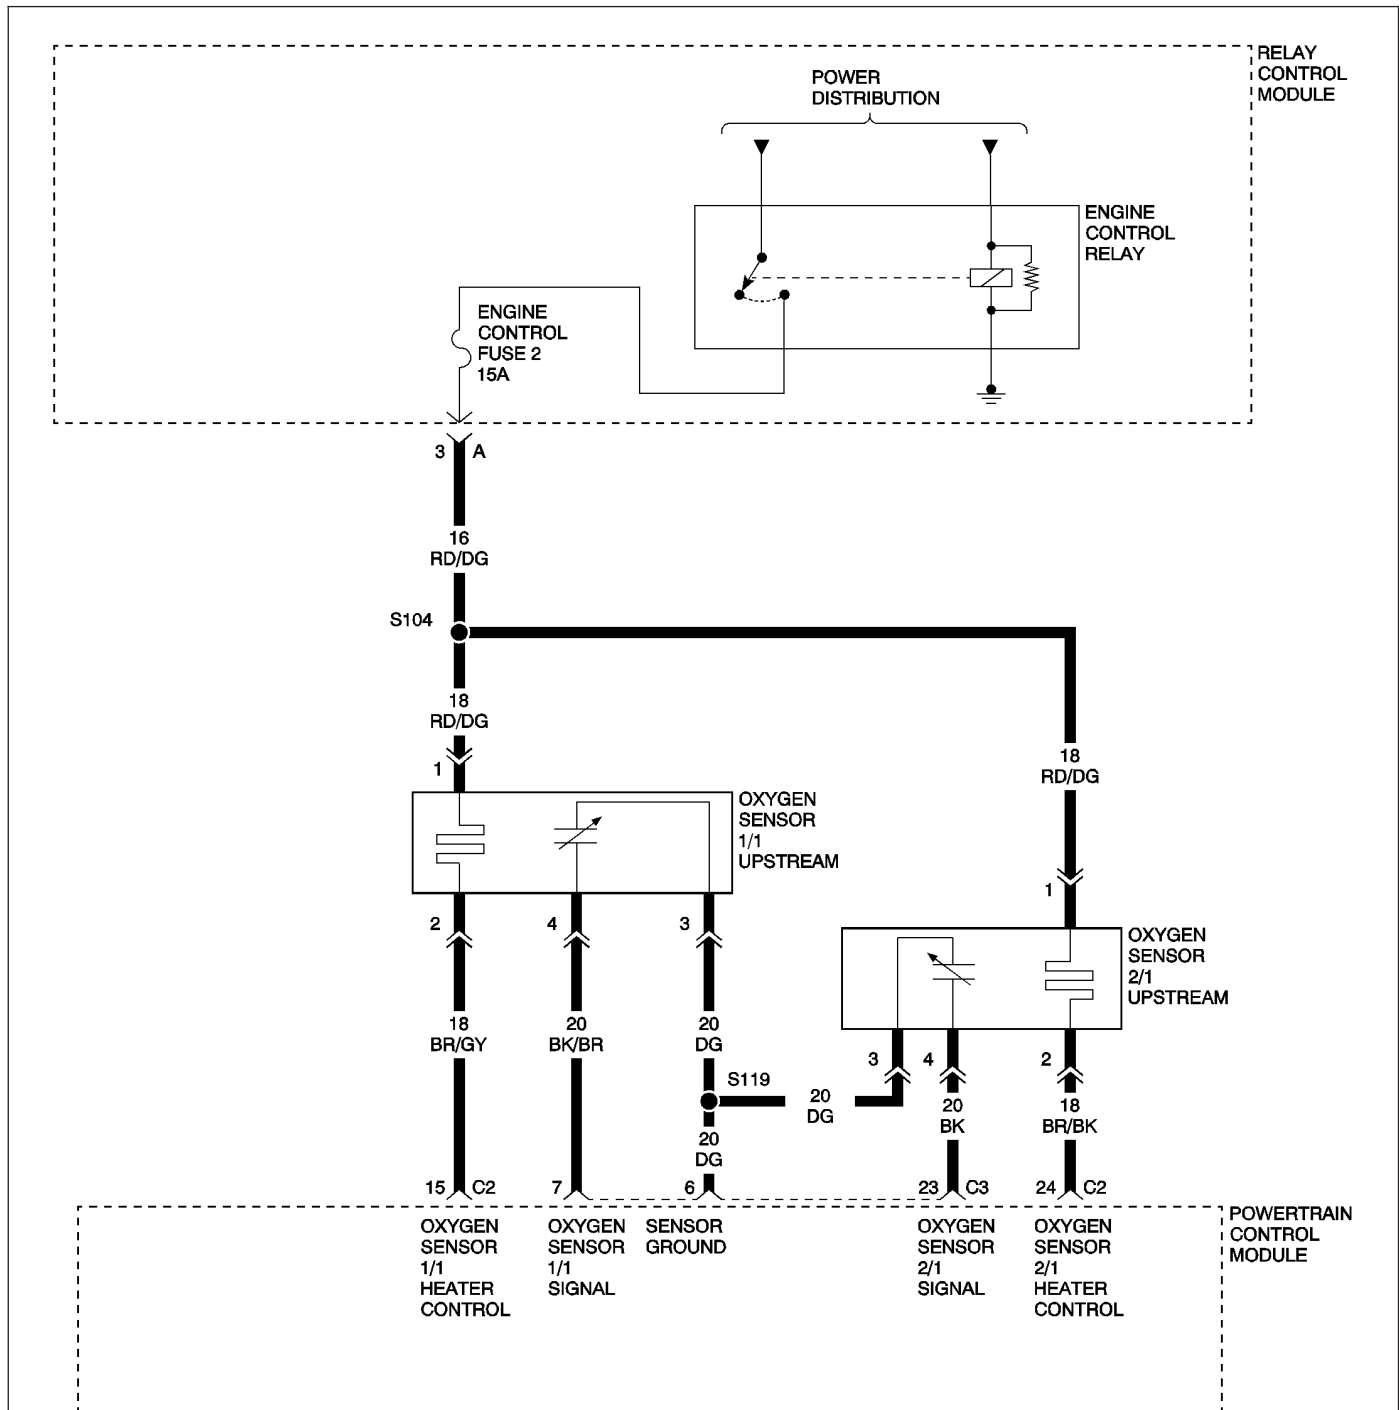 RELAY
CONTROL
MODULE
POWER
DISTRIBUTION
ENGINE
CONTROL
RELAY
ENGINE
CONTROL
FUSE 2
15A
3 A
16
RD/DG
S104
18
RD/DG
18
RD/DG
1
OXYGEN
SENSOR
1/1
UPSTREAM
1
2 4 3
OXYGEN
SENSOR
2/1
UPSTREAM
18
BR/GY
20
BK/BR
20
DG
3 4 2
S119
20
DG
20
BK
18
BR/BK
20
DG
15 C2 7 6 23 C3 24 C2
POWERTRAIN
CONTROL
MODULE
OXYGEN
SENSOR
1/1
HEATER
CONTROL
OXYGEN
SENSOR
1/1
SIGNAL
SENSOR
GROUND
OXYGEN
SENSOR
2/1
SIGNAL
OXYGEN
SENSOR
2/1
HEATER
CONTROL